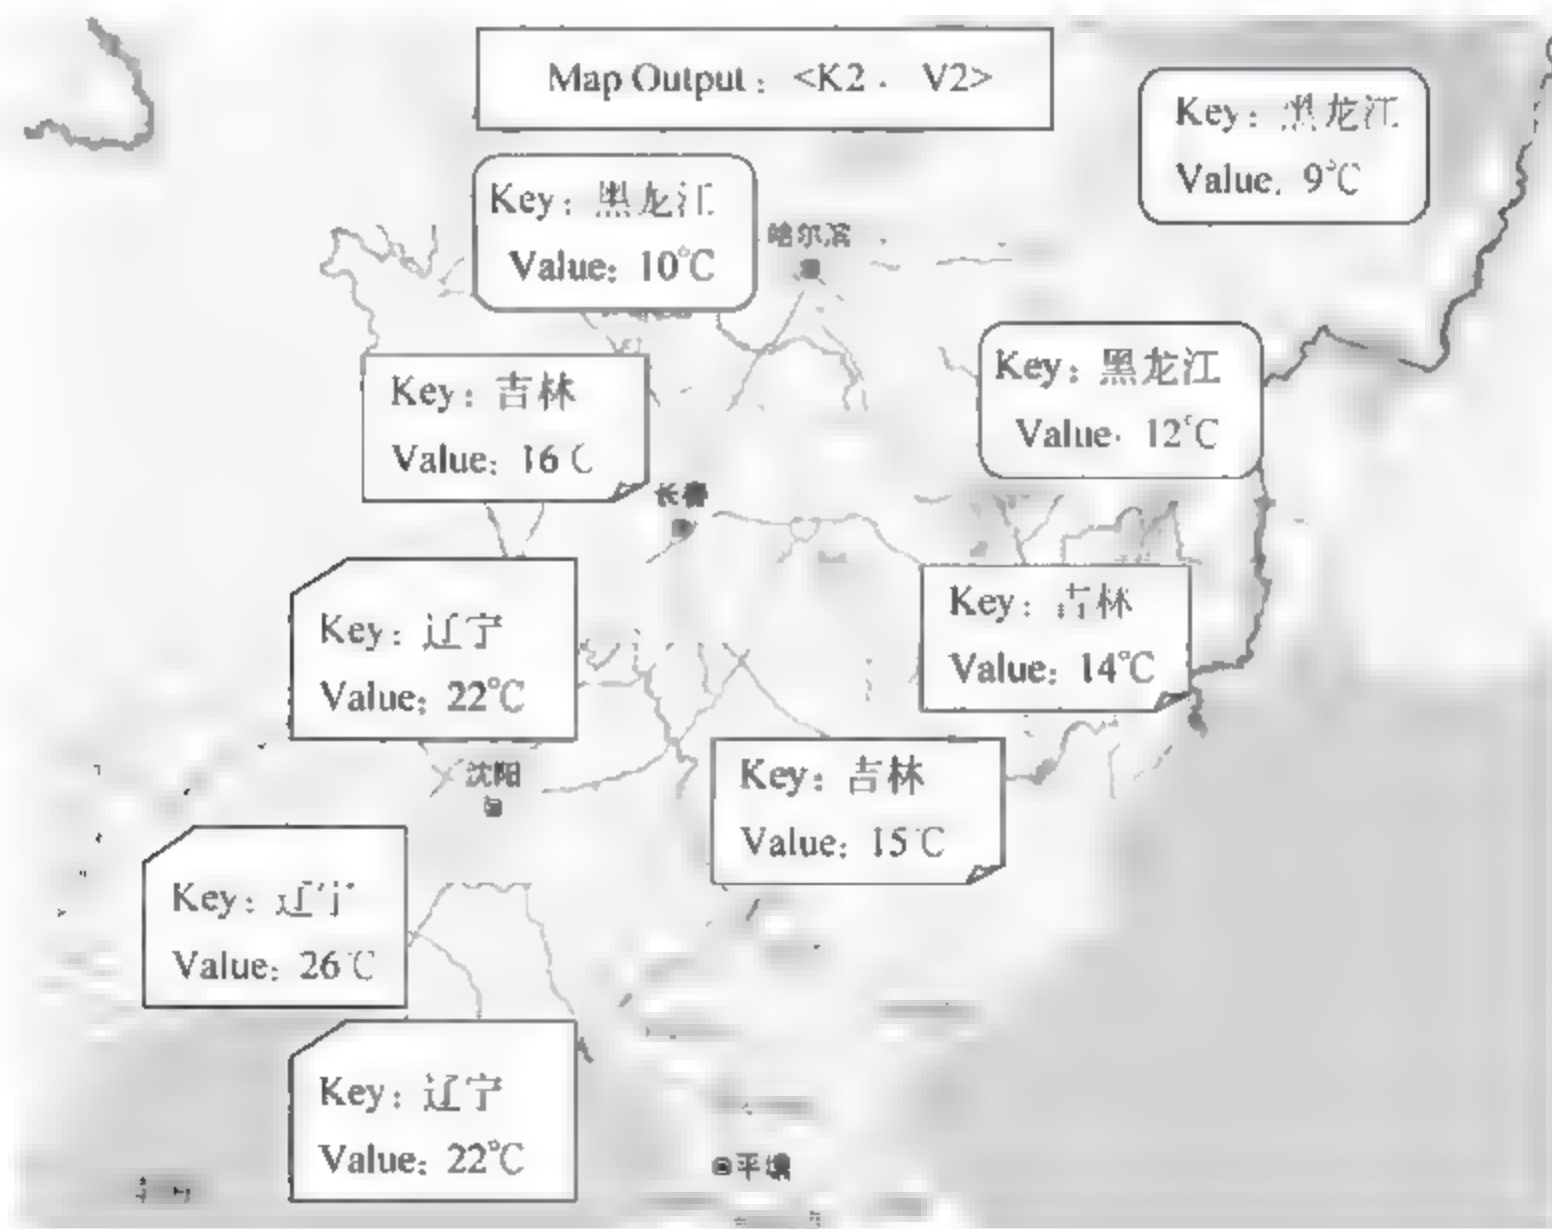 Map Output：<K2． V2>
Key：黑龙江
Value．9℃
Key：黑龙江
Value：10℃
哈尔滨
Key：黑龙江
Value· 12℃
Key：吉林
Value：16℃
长春
Key：辽宁
Value：22℃
Key：吉林
Value：14℃
沈阳
Key：吉林
Value：15℃
Key：辽宁
Value：26℃
Key：辽宁
Value：22℃
平壤